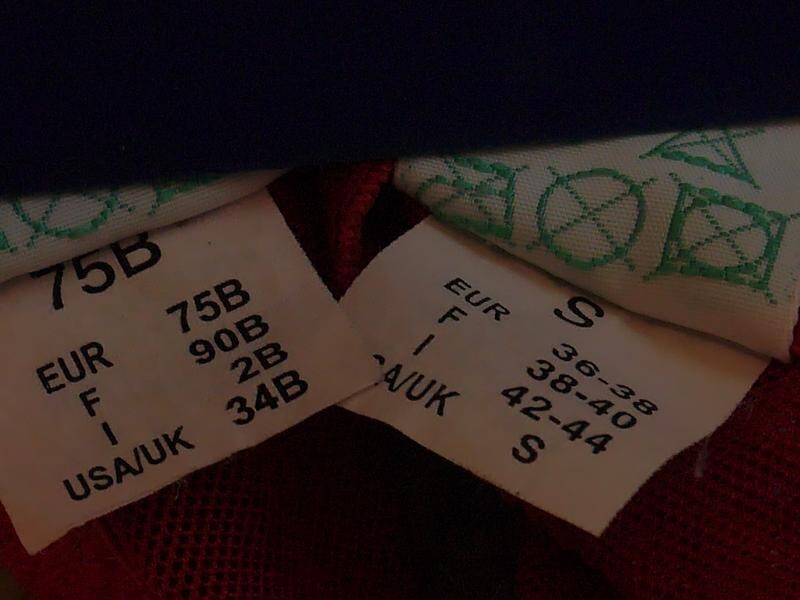 75B
EUR 75B
F 90B
I 2B
USA/UK 34B
S
EUR 36-38
F 38-40
I 42-44
A/UK S